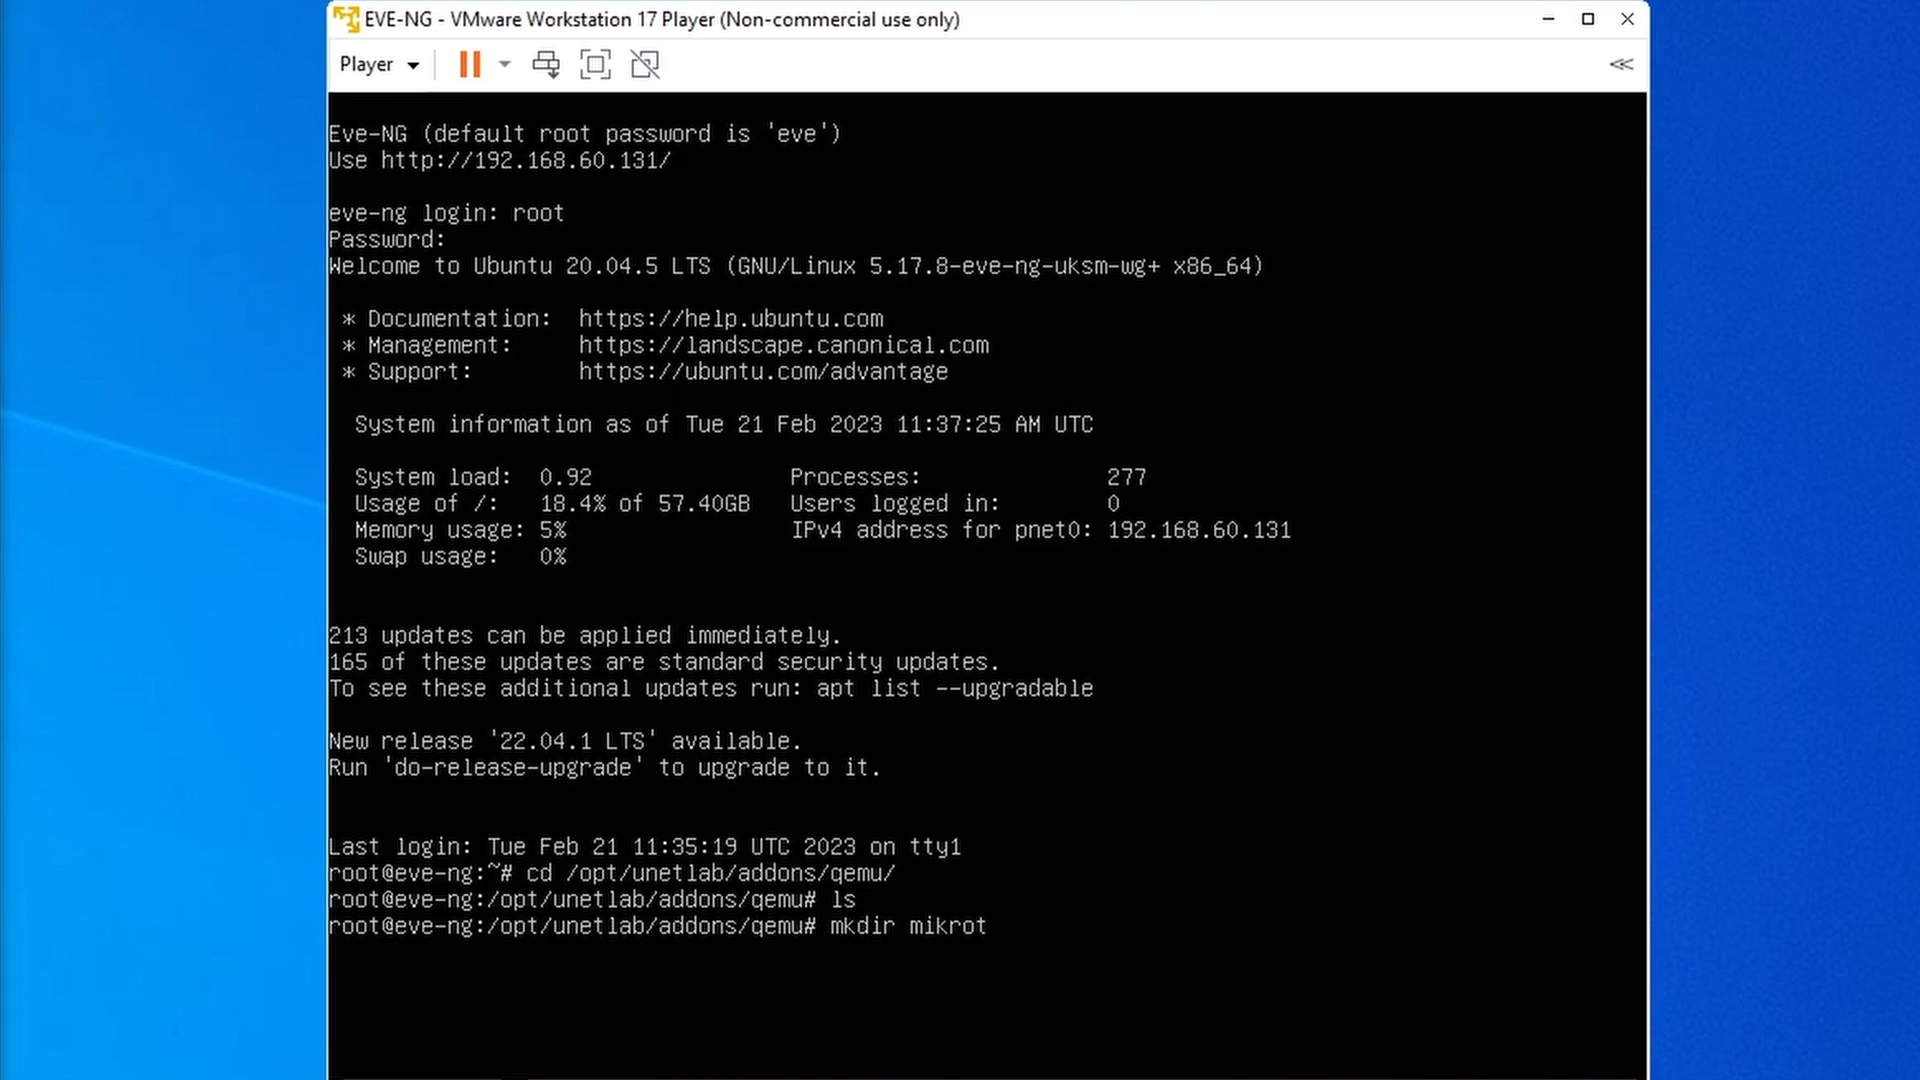 EVE-NG - VMware Workstation 17 Player (Non-commercial use only)
Player
Eve-NG (default root password is 'eve')
Use http://192.168.60.131/
eve-ng login: root
Password:
Welcome to Ubuntu 20.04.5 LTS (GNU/Linux 5.17.8-eve-ng-uksm-wg+ x86_64)
* Documentation:  https://help.ubuntu.com
* Management:     https://landscape.canonical.com
* Support:        https://ubuntu.com/advantage
System information as of Tue 21 Feb 2023 11:37:25 AM UTC
System load:  0.92               Processes:              277
Usage of /:   18.4% of 57.40GB   Users logged in:        0
Memory usage: 5%                 IPv4 address for pnet0: 192.168.60.131
Swap usage:   0%
213 updates can be applied immediately.
165 of these updates are standard security updates.
To see these additional updates run: apt list --upgradable
New release '22.04.1 LTS' available.
Run 'do-release-upgrade' to upgrade to it.
Last login: Tue Feb 21 11:35:19 UTC 2023 on tty1
root@eve-ng:~# cd /opt/unetlab/addons/qemu/
root@eve-ng:/opt/unetlab/addons/qemu# ls
root@eve-ng:/opt/unetlab/addons/qemu# mkdir mikrot